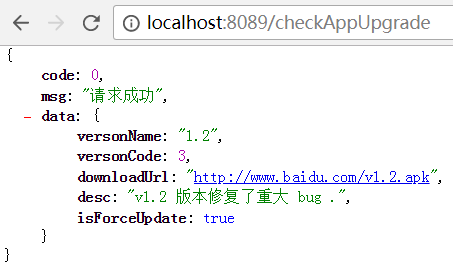 localhost:8089/checkAppUpgrade
{
code: 0,
msg: "请求成功",
- data: {
versonName: "1.2",
versonCode: 3,
downloadUrl: "http://www.baidu.com/v1.2.apk",
desc: "v1.2 版本修复了重大 bug .",
isForceUpdate: true
}
}